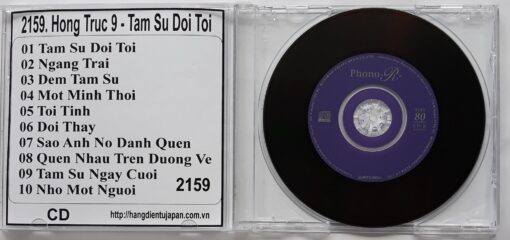 2159. Hong Truc 9 - Tam Su Doi Toi
01 Tam Su Doi Toi
02 Ngang Trai
03 Dem Tam Su
04 Mot Minh Thoi
05 Toi Tinh
06 Doi Thay
07 Sao Anh No Danh Quen
08 Quen Nhau Tren Duong Ve
09 Tam Su Ngay Cuoi
10 Nho Mot Nguoi
2159
CD http://hangdientujapan.com.vn
Phono-R
80